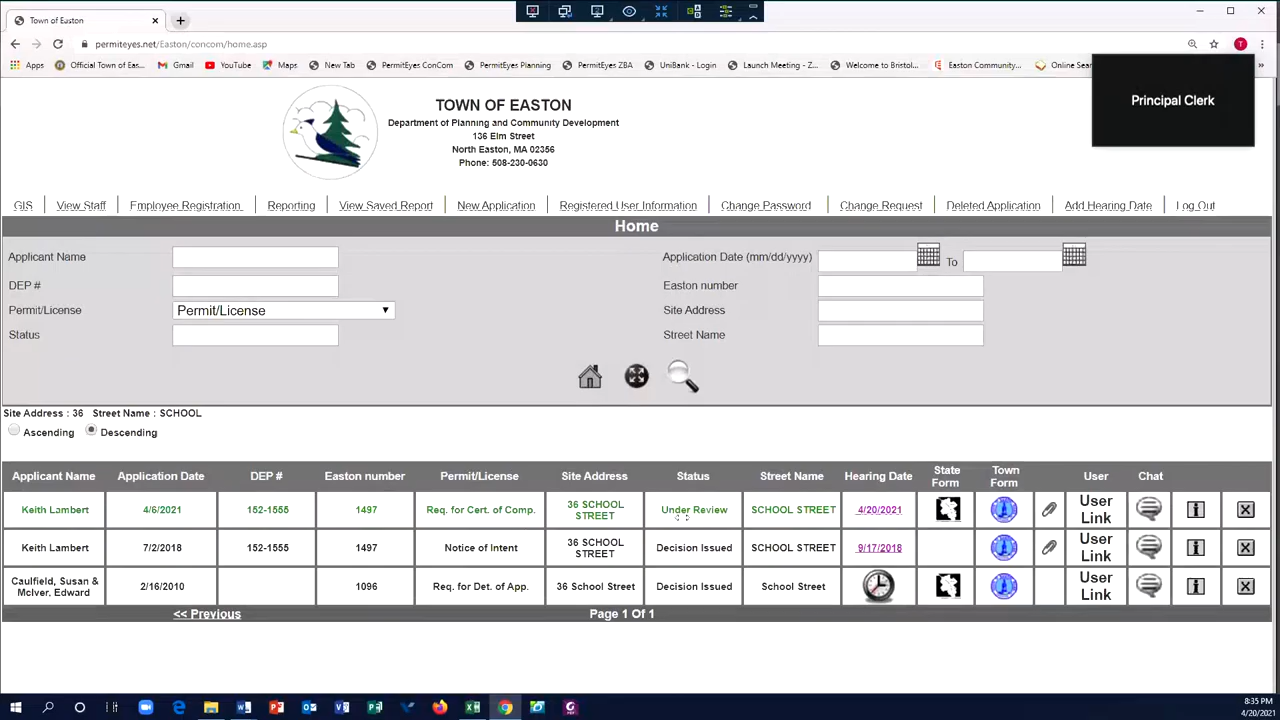 Town of Easton
permiteyes.net/Easton/concom/home.asp
Apps Official Town of Eas... Gmail YouTube Maps New Tab PermitEyes ConCom PermitEyes Planning PermitEyes ZBA UniBank - Login Launch Meeting - Z... Welcome to Bristol... Easton Community... Online Sear
Principal Clerk
TOWN OF EASTON
Department of Planning and Community Development
136 Elm Street
North Easton, MA 02356
Phone: 508-230-0630
GIS View Staff Employee Registration Reporting View Saved Report New Application Registered User Information Change Password Change Request Deleted Application Add Hearing Date Log Out
Home
Applicant Name Application Date (mm/dd/yyyy) To
DEP # Easton number
Permit/License Permit/License Site Address
Status Street Name
Site Address : 36 Street Name : SCHOOL
Ascending Descending
Applicant Name Application Date DEP # Easton number Permit/License Site Address Status Street Name Hearing Date State Form Town Form User Chat
Keith Lambert 4/6/2021 152-1555 1497 Req. for Cert. of Comp. 36 SCHOOL STREET Under Review SCHOOL STREET 4/20/2021 User Link
Keith Lambert 7/2/2018 152-1555 1497 Notice of Intent 36 SCHOOL STREET Decision Issued SCHOOL STREET 9/17/2018 User Link
Caulfield, Susan & McIver, Edward 2/16/2010 1096 Req. for Det. of App. 36 School Street Decision Issued School Street User Link
<< Previous Page 1 Of 1
8:35 PM
4/20/2021